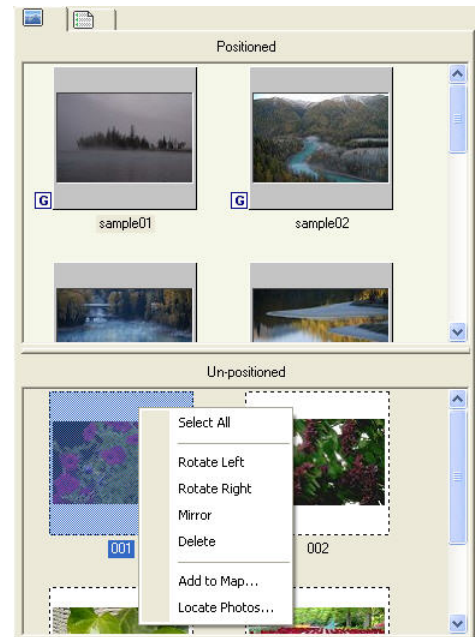 Positioned
G
G
sample01
sample02
Un-positioned
001
002
Select All
Rotate Left
Rotate Right
Mirror
Delete
Add to Map...
Locate Photos...